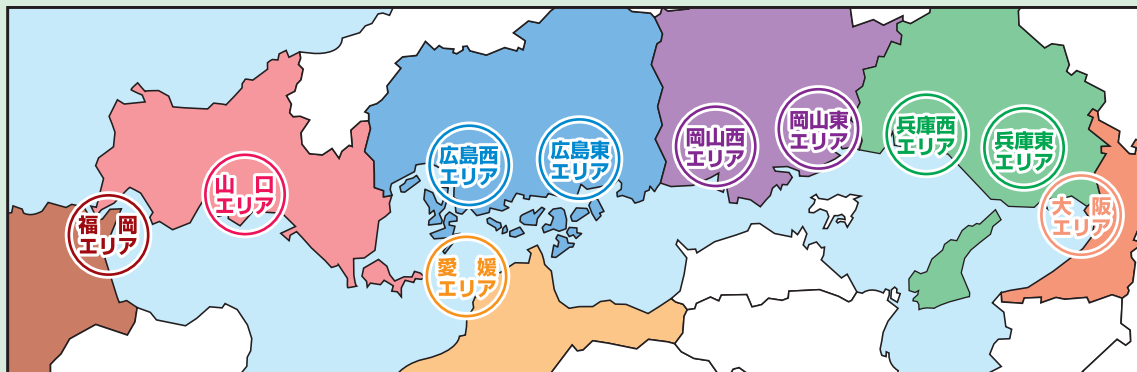 福　岡
エリア
山　口
エリア
広島西
エリア
愛　媛
エリア
広島東
エリア
岡山西
エリア
岡山東
エリア
兵庫西
エリア
兵庫東
エリア
大　阪
エリア